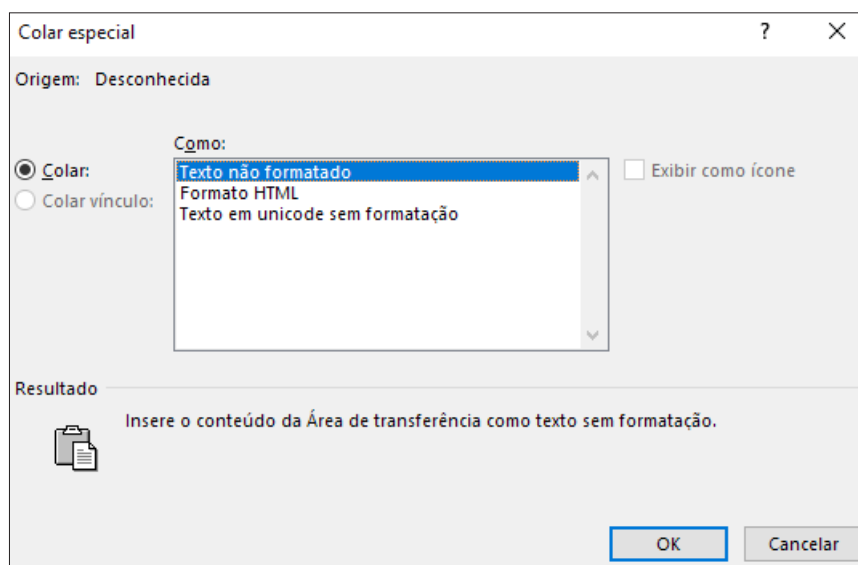 Colar especial ? ×
Origem: Desconhecida
Como:
Colar:
Colar vínculo:
Texto não formatado
Formato HTML
Texto em unicode sem formatação
Exibir como ícone
Resultado
Insere o conteúdo da Área de transferência como texto sem formatação.
OK Cancelar